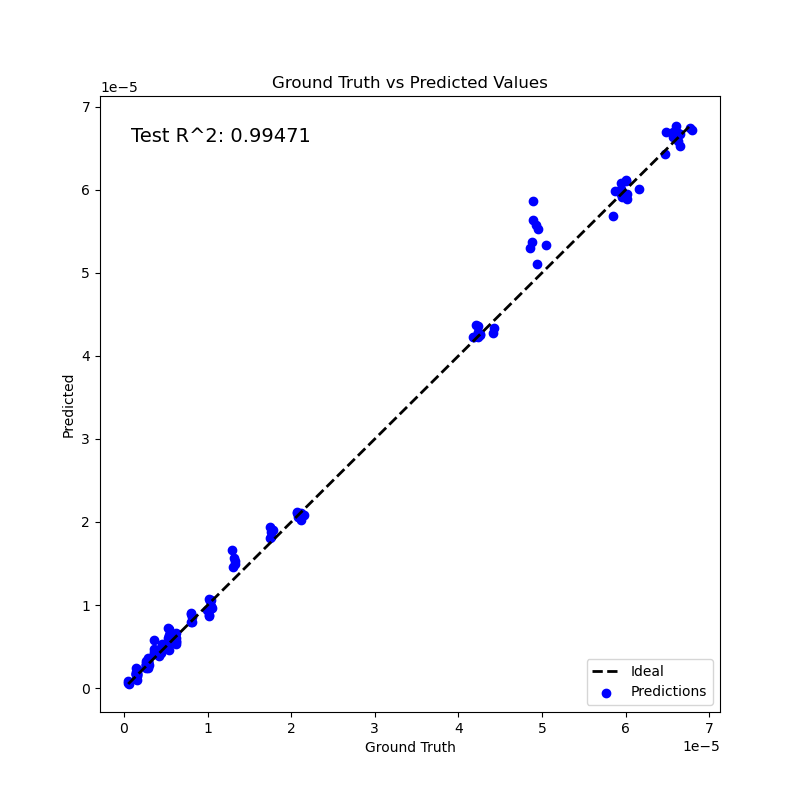 Ground Truth vs Predicted Values
1e−5
Test R^2: 0.99471
7
6
5
4
3
2
1
0
Predicted
Ideal
Predictions
0 1 2 3 4 5 6 7
1e−5
Ground Truth